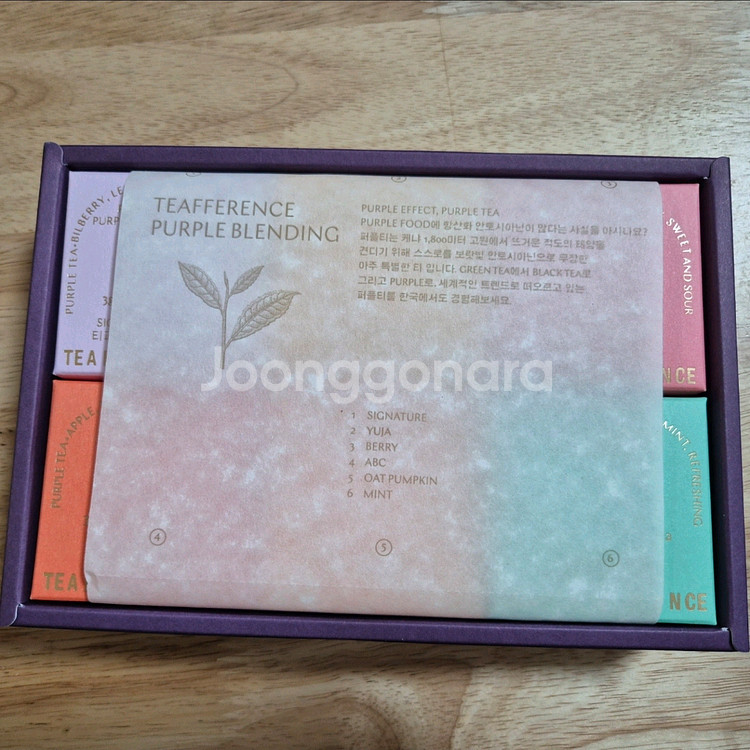 TEAFFERENCE
PURPLE BLENDING
PURPLE EFFECT, PURPLE TEA
PURPLE FOOD에 항산화 안토시아닌이 많다는 사실을 아시나요?
퍼플티는 케냐 1,800미터 고원에서 뜨거운 적도의 태양을
견디기 위해 스스로를 보랏빛 안토시아닌으로 무장한
아주 특별한 티 입니다. GREEN TEA에서 BLACK TEA로
그리고 PURPLE로, 세계적인 트렌드로 떠오르고 있는
퍼플티를 한국에서도 경험해보세요.
Joonggonara
1 SIGNATURE
2 YUJA
3 BERRY
4 ABC
5 OAT PUMPKIN
6 MINT
4
5
6
PURPLE TEA+BILBERRY, LE
PURP
38
SIG
TEA
SWEET AND SOUR
NCE
PURPLE TEA+APPLE
TEA
MINT, REFRESHING
NCE